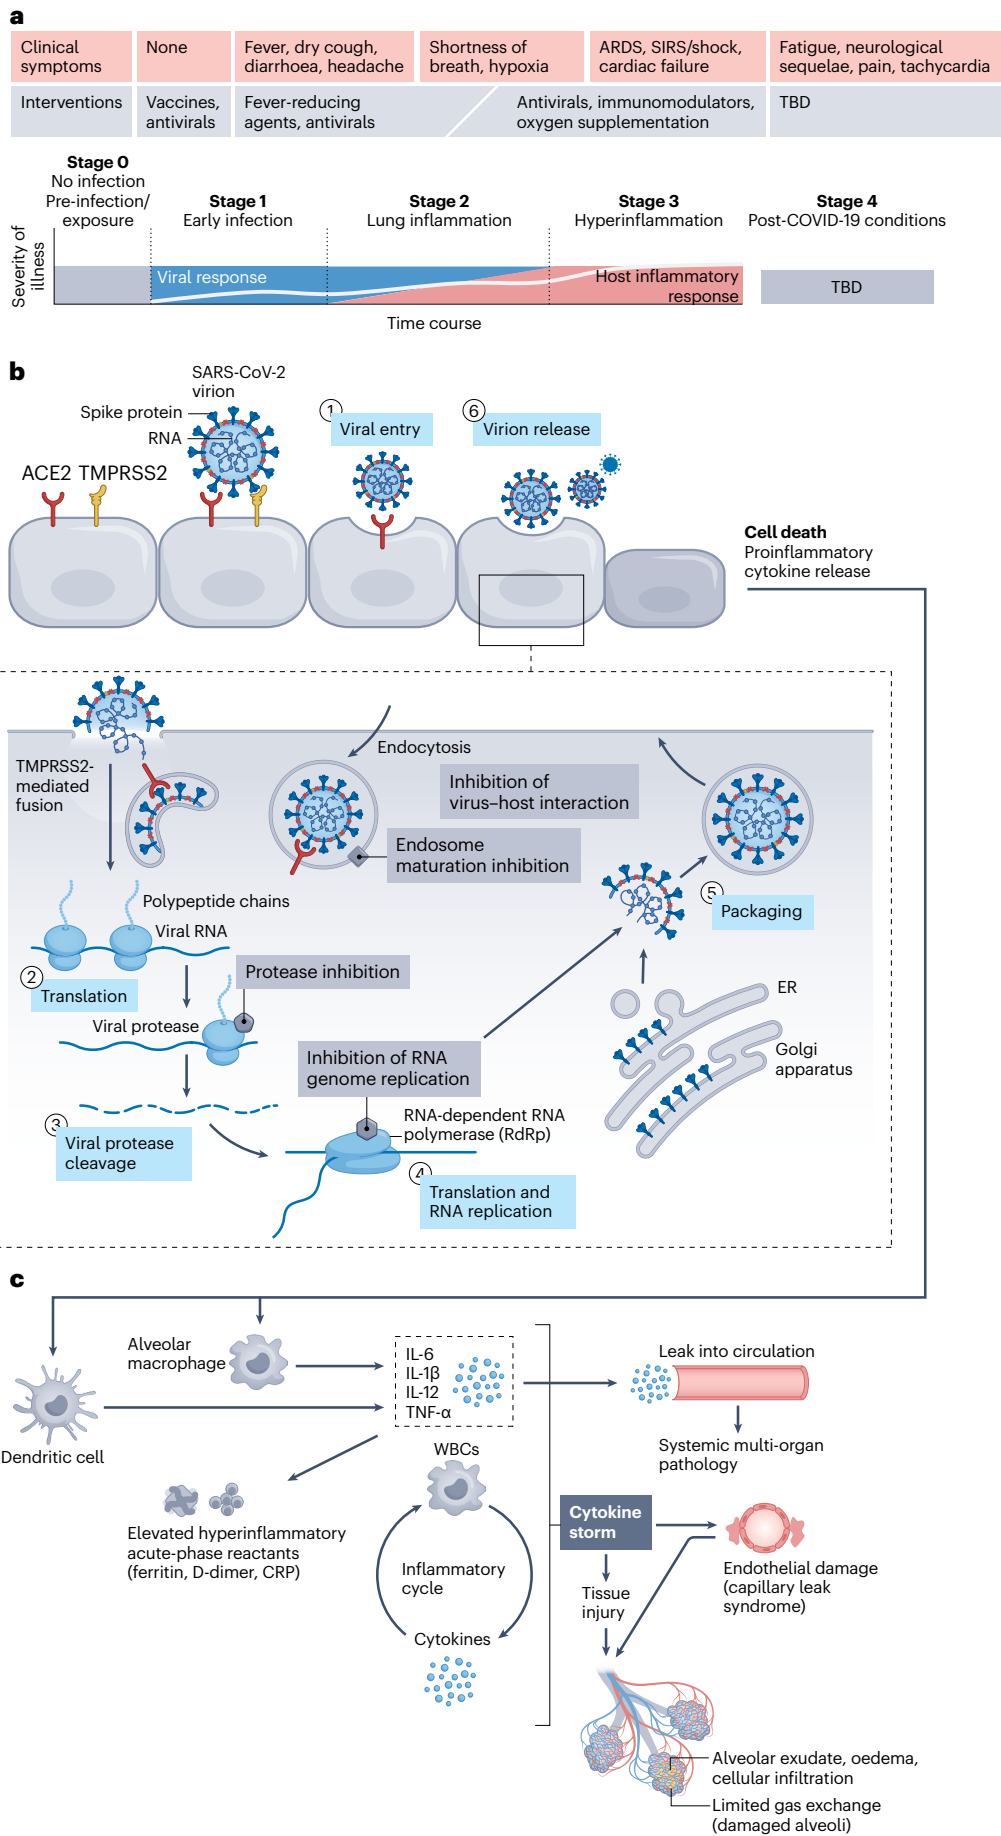 a
Clinical
symptoms
None
Fever, dry cough,
diarrhoea, headache
Shortness of
breath, hypoxia
ARDS, SIRS/shock,
cardiac failure
Fatigue, neurological
sequelae, pain, tachycardia
Interventions
Vaccines,
antivirals
Fever-reducing
agents, antivirals
Antivirals, immunomodulators,
oxygen supplementation
TBD
Stage 0
No infection
Pre-infection/
exposure
Stage 1
Early infection
Stage 2
Lung inflammation
Stage 3
Hyperinflammation
Stage 4
Post-COVID-19 conditions
Severity of
illness
Viral response
Host inflammatory
response
TBD
Time course
b
SARS-CoV-2
virion
Spike protein
RNA
ACE2
TMPRSS2
1
Viral entry
6
Virion release
Cell death
Proinflammatory
cytokine release
TMPRSS2-
mediated
fusion
Endocytosis
Inhibition of
virus–host interaction
Endosome
maturation inhibition
Polypeptide chains
Viral RNA
2
Translation
Protease inhibition
Viral protease
5
Packaging
ER
Golgi
apparatus
Inhibition of RNA
genome replication
3
Viral protease
cleavage
RNA-dependent RNA
polymerase (RdRp)
4
Translation and
RNA replication
c
Alveolar
macrophage
Dendritic cell
IL-6
IL-1β
IL-12
TNF-α
Leak into circulation
Systemic multi-organ
pathology
Elevated hyperinflammatory
acute-phase reactants
(ferritin, D-dimer, CRP)
WBCs
Inflammatory
cycle
Cytokines
Cytokine
storm
Tissue
injury
Endothelial damage
(capillary leak
syndrome)
Alveolar exudate, oedema,
cellular infiltration
Limited gas exchange
(damaged alveoli)